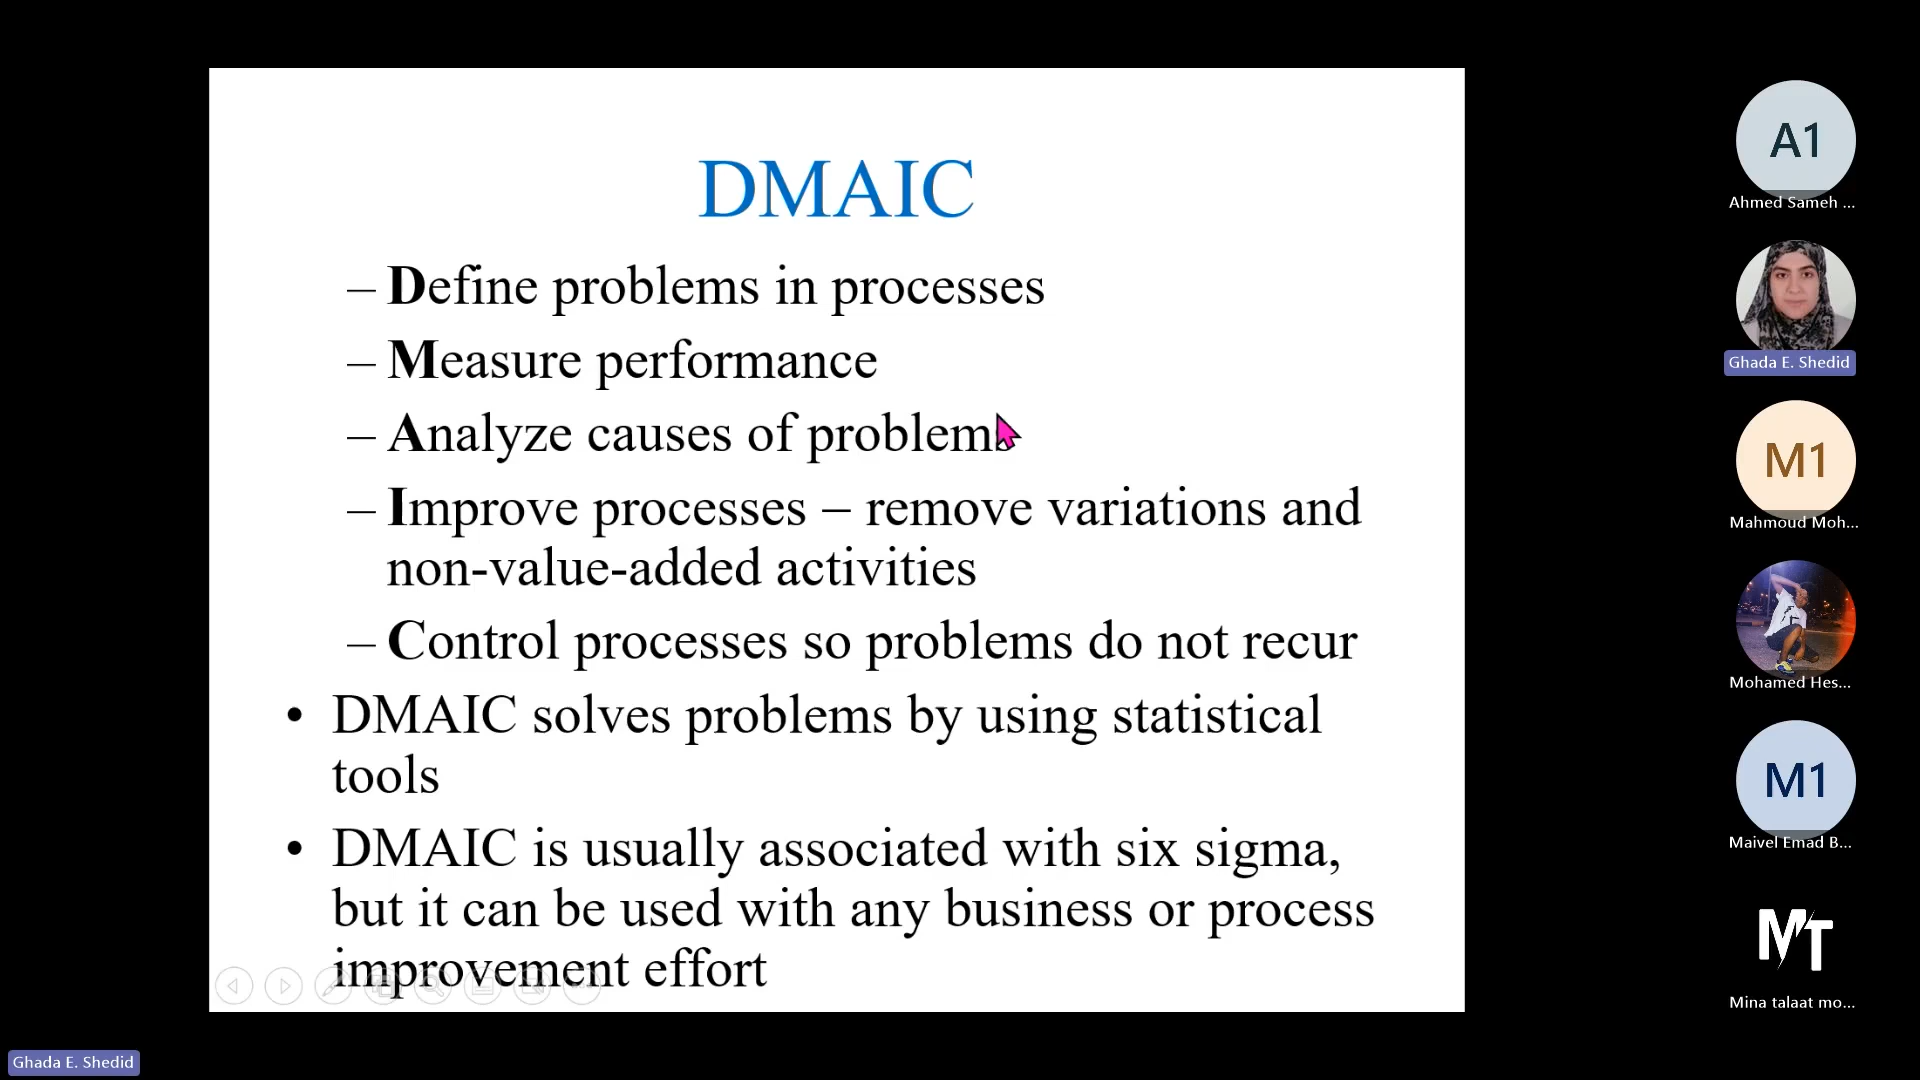 DMAIC
– Define problems in processes
– Measure performance
– Analyze causes of problems
– Improve processes – remove variations and
non-value-added activities
– Control processes so problems do not recur
• DMAIC solves problems by using statistical
tools
• DMAIC is usually associated with six sigma,
but it can be used with any business or process
improvement effort
A1
Ahmed Sameh ...
Ghada E. Shedid
M1
Mahmoud Moh...
Mohamed Hes...
M1
Maivel Emad B...
MT
Mina talaat mo...
Ghada E. Shedid